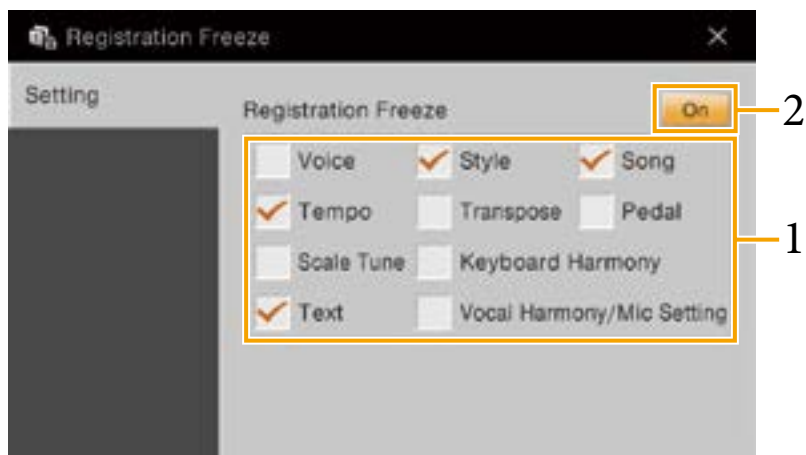 Registration Freeze
Setting
Registration Freeze On 2
Voice Style Song
Tempo Transpose Pedal
1
Scale Tune Keyboard Harmony
Text Vocal Harmony/Mic Setting